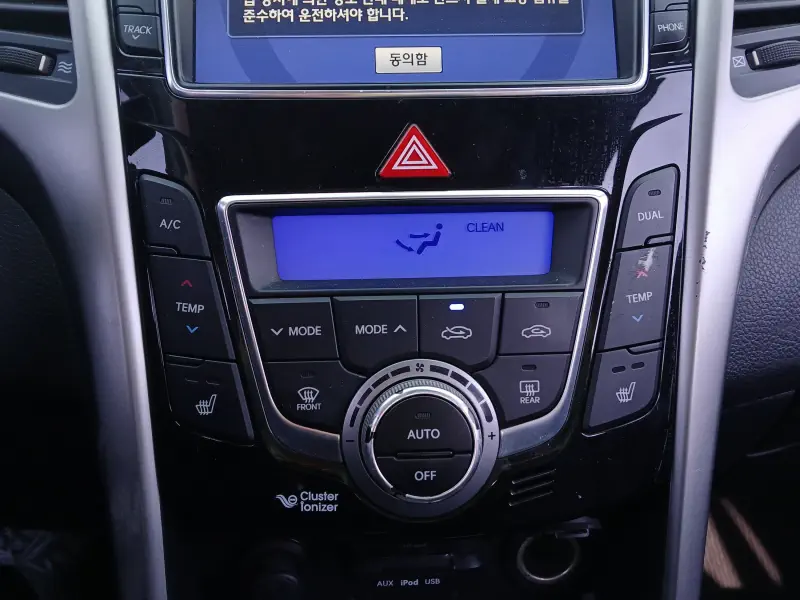 준수하여 운전하셔야 합니다.
동의함
TRACK
PHONE
A/C
CLEAN
DUAL
TEMP
MODE
MODE
TEMP
FRONT
REAR
AUTO
OFF
- +
Cluster
Ionizer
AUX iPod USB